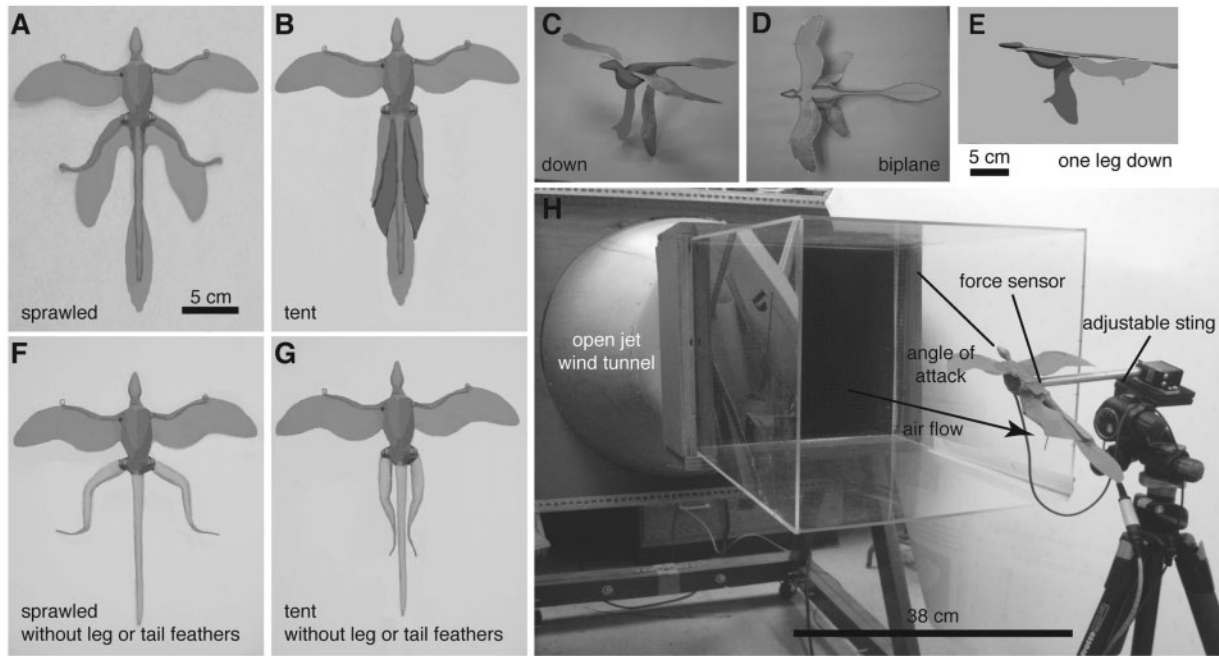 A
sprawled
5 cm
B
tent
C
down
D
biplane
E
5 cm
one leg down
F
sprawled
without leg or tail feathers
G
tent
without leg or tail feathers
H
open jet
wind tunnel
force sensor
adjustable sting
angle of
attack
air flow
38 cm